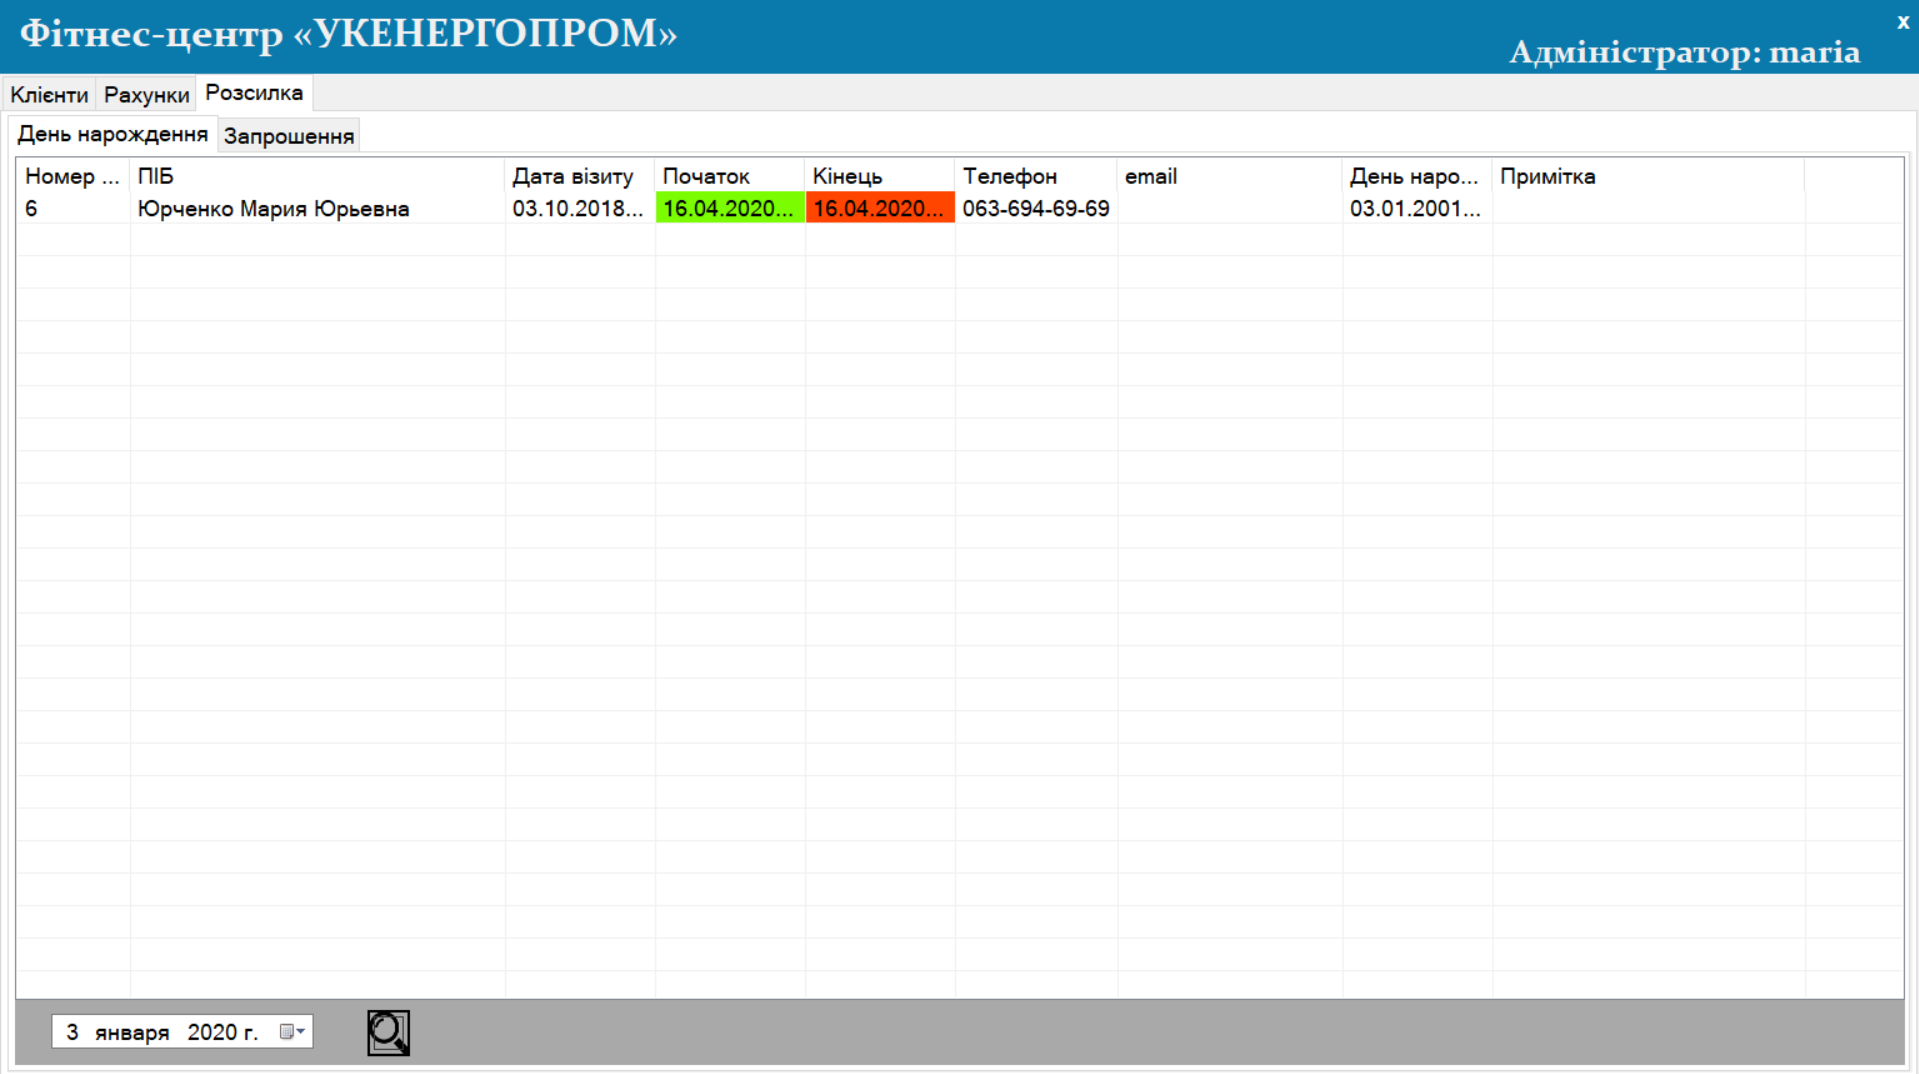 Фітнес-центр «УКЕНЕРГОПРОМ»
x
Адміністратор: maria
Клієнти Рахунки Розсилка
День народження Запрошення
Номер ... ПІБ Дата візиту Початок Кінець Телефон email День наро... Примітка
6 Юрченко Мария Юрьевна 03.10.2018... 16.04.2020... 16.04.2020... 063-694-69-69 03.01.2001...
3 января 2020 г.